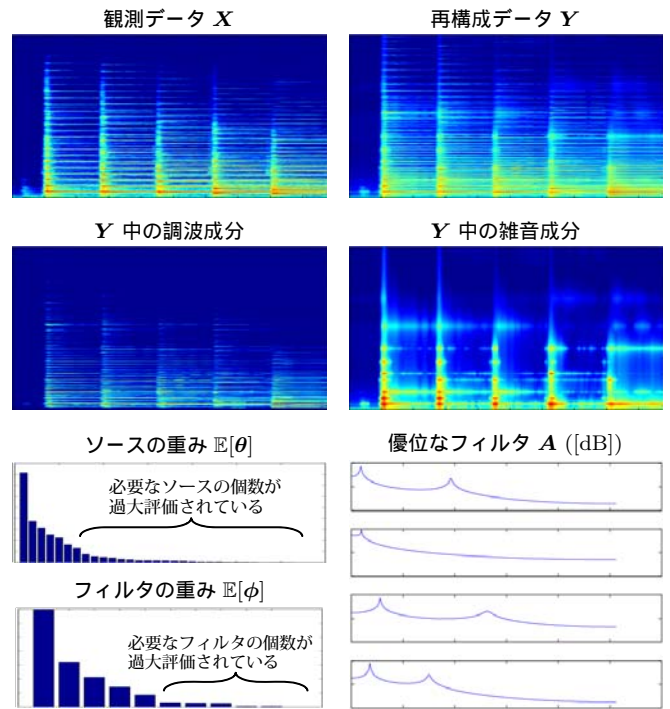 観測データ X
再構成データ Y
Y 中の調波成分
Y 中の雑音成分
ソースの重み 𝔼[θ]
必要なソースの個数が
過大評価されている
フィルタの重み 𝔼[ϕ]
必要なフィルタの個数が
過大評価されている
優位なフィルタ A ([dB])